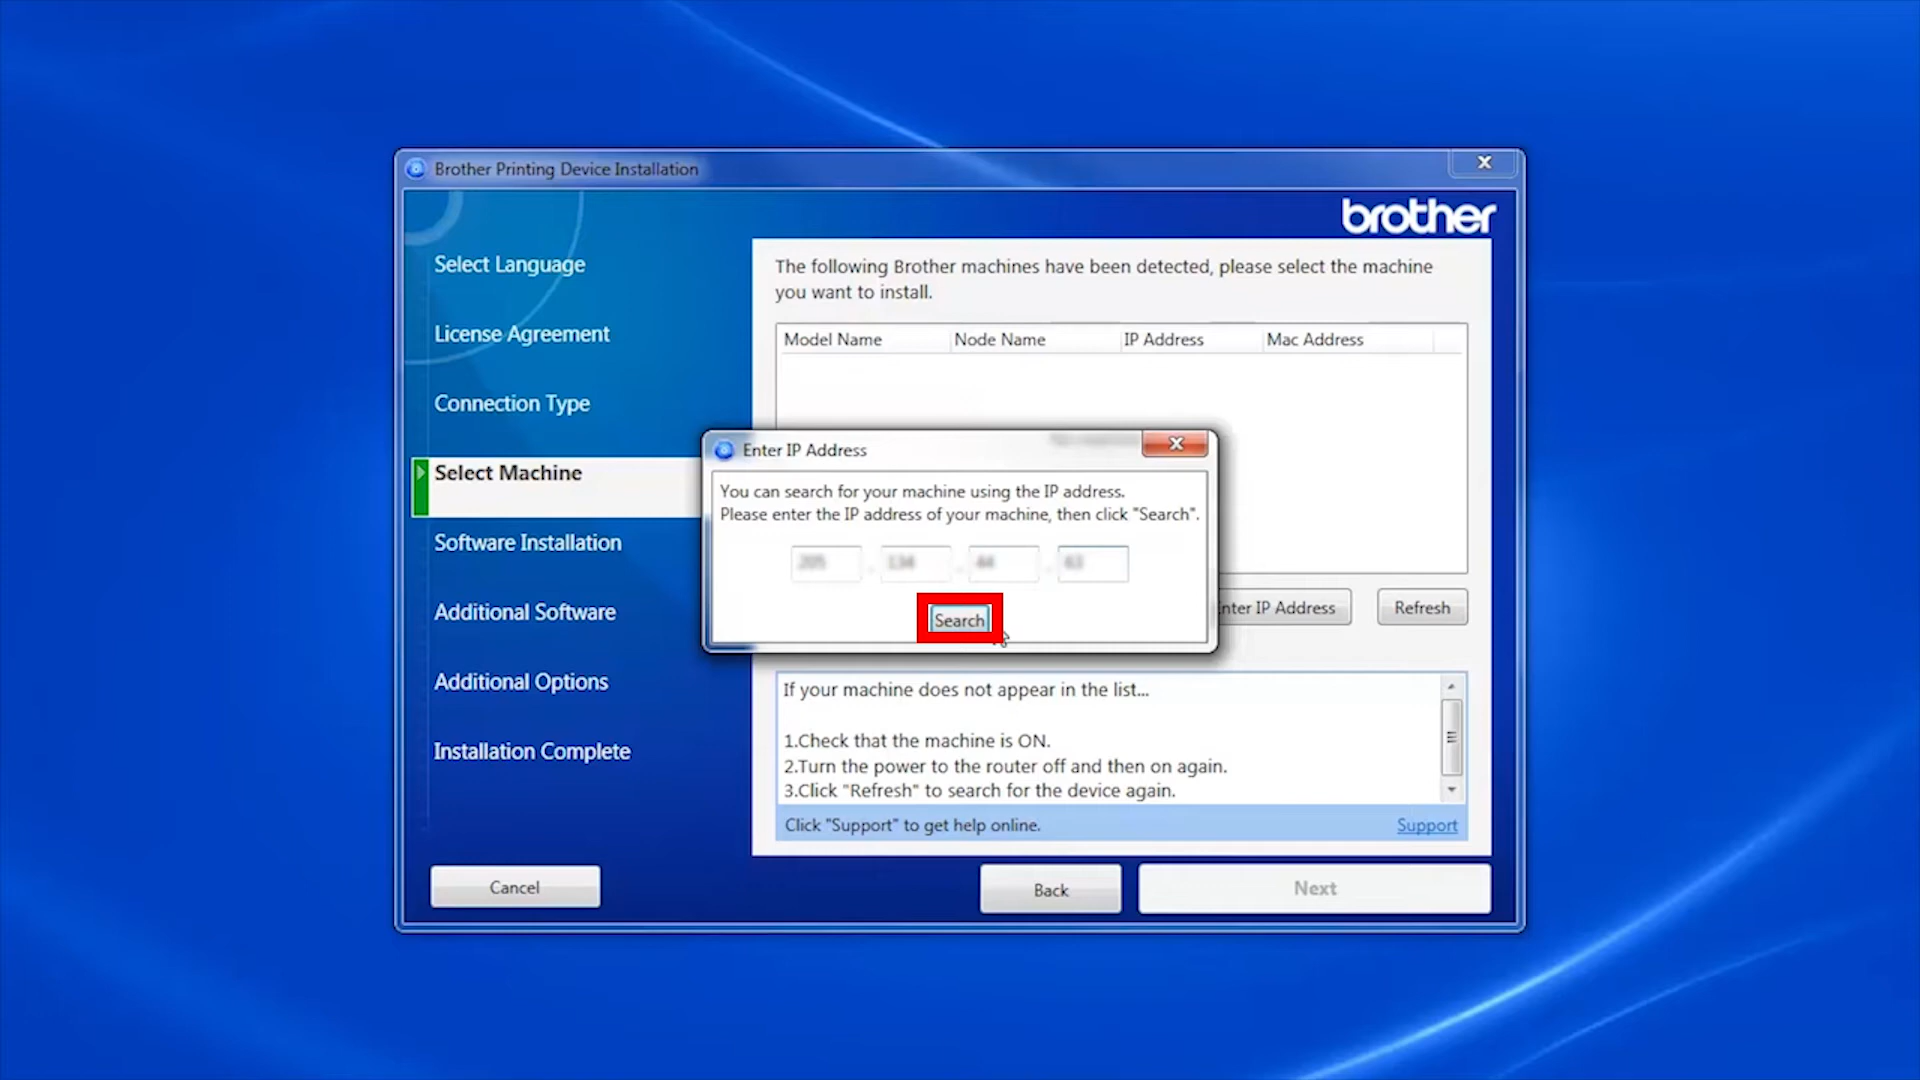 Brother Printing Device Installation
brother
Select Language
License Agreement
Connection Type
Select Machine
Software Installation
Additional Software
Additional Options
Installation Complete
The following Brother machines have been detected, please select the machine
you want to install.
Model Name Node Name IP Address Mac Address
Enter IP Address
You can search for your machine using the IP address.
Please enter the IP address of your machine, then click "Search".
Search
nter IP Address
Refresh
If your machine does not appear in the list...
1.Check that the machine is ON.
2.Turn the power to the router off and then on again.
3.Click "Refresh" to search for the device again.
Click "Support" to get help online. Support
Cancel
Back
Next